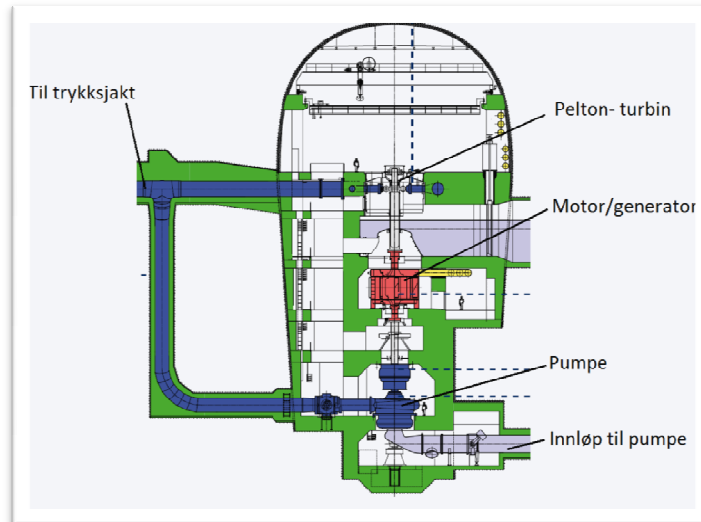 Til trykksjakt
Pelton- turbin
Motor/generator
Pumpe
Innløp til pumpe